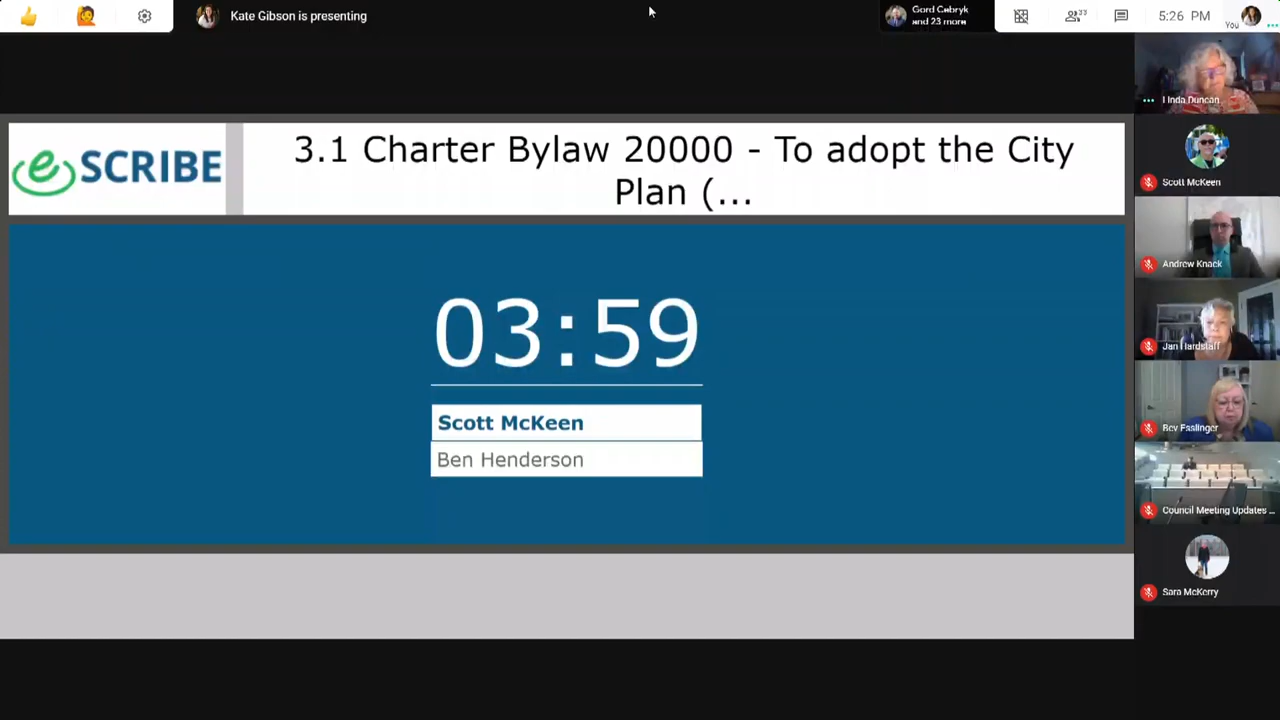 Kate Gibson is presenting
Gord Cebryk
and 23 more
33
5:26 PM
You
eSCRIBE
3.1 Charter Bylaw 20000 - To adopt the City
Plan (...
03:59
Scott McKeen
Ben Henderson
Linda Duncan
Scott McKeen
Andrew Knack
Jan Hardstaff
Bev Esslinger
Council Meeting Updates ...
Sara McKerry